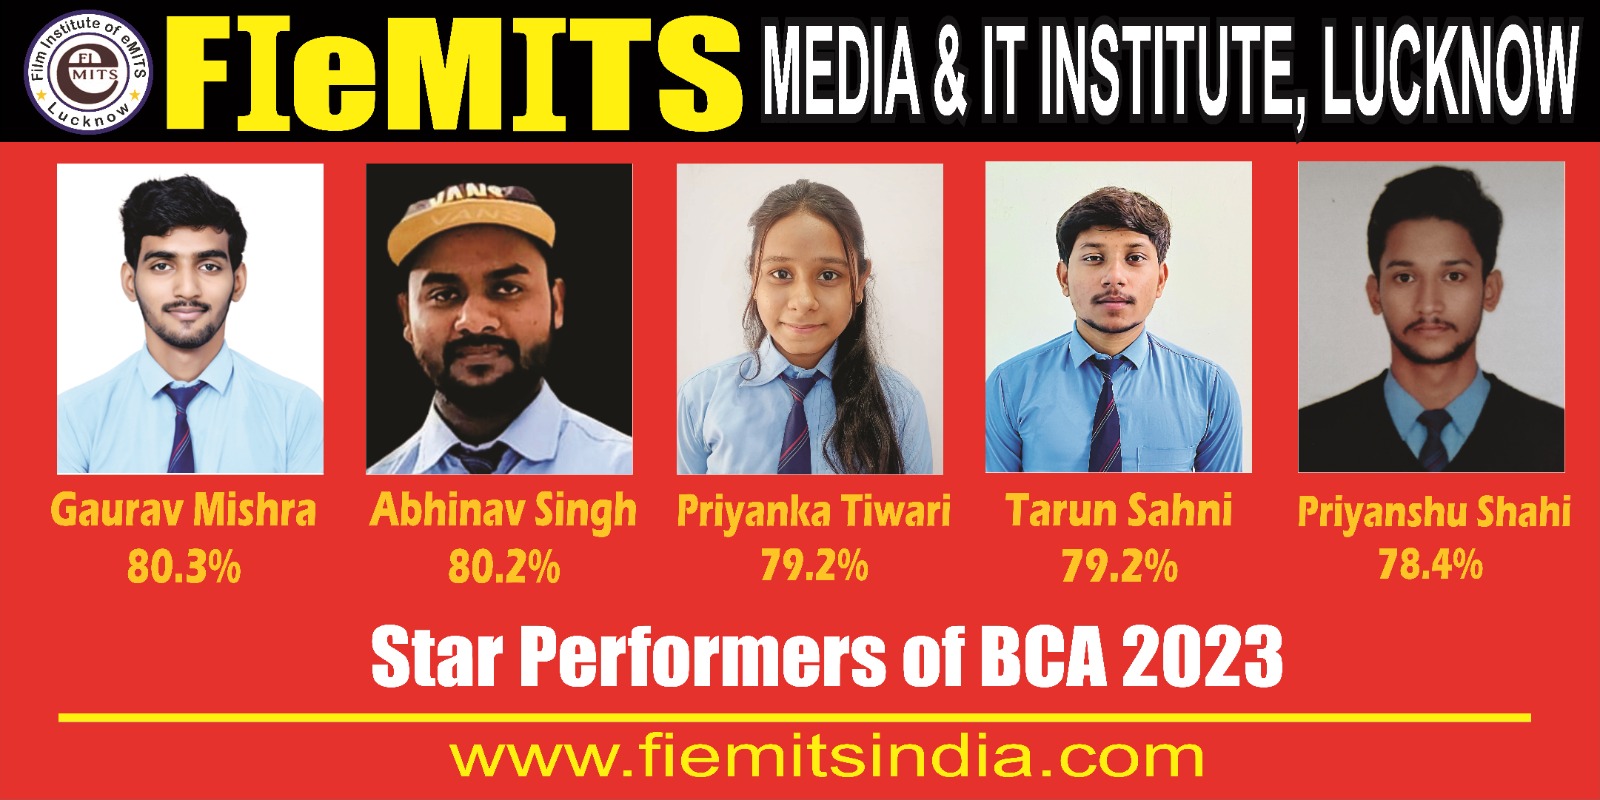 Film Institute of eMITS
FI
MITS
Lucknow
FIeMITS MEDIA & IT INSTITUTE, LUCKNOW
VANS
VANS
Gaurav Mishra Abhinav Singh Priyanka Tiwari Tarun Sahni Priyanshu Shahi
80.3% 80.2% 79.2% 79.2% 78.4%
Star Performers of BCA 2023
www.fiemitsindia.com